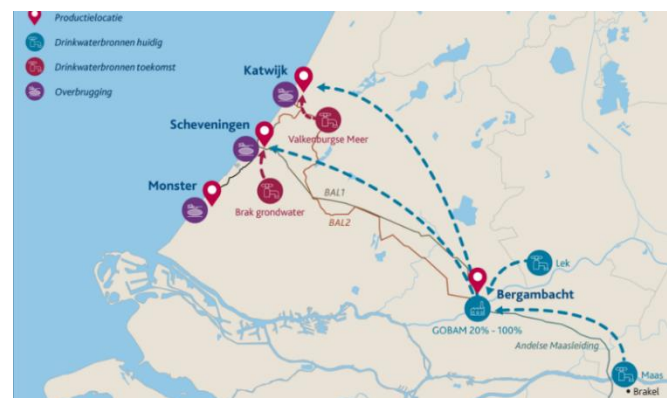 Productielocatie
Drinkwaterbronnen huidig
Drinkwaterbronnen toekomst
Overbrugging
Katwijk
Valkenburgse Meer
Scheveningen
Monster
Brak grondwater
BAL1
BAL2
Lek
Bergambacht
GOBAM 20% - 100%
Andelse Maasleiding
Maas
• Brakel